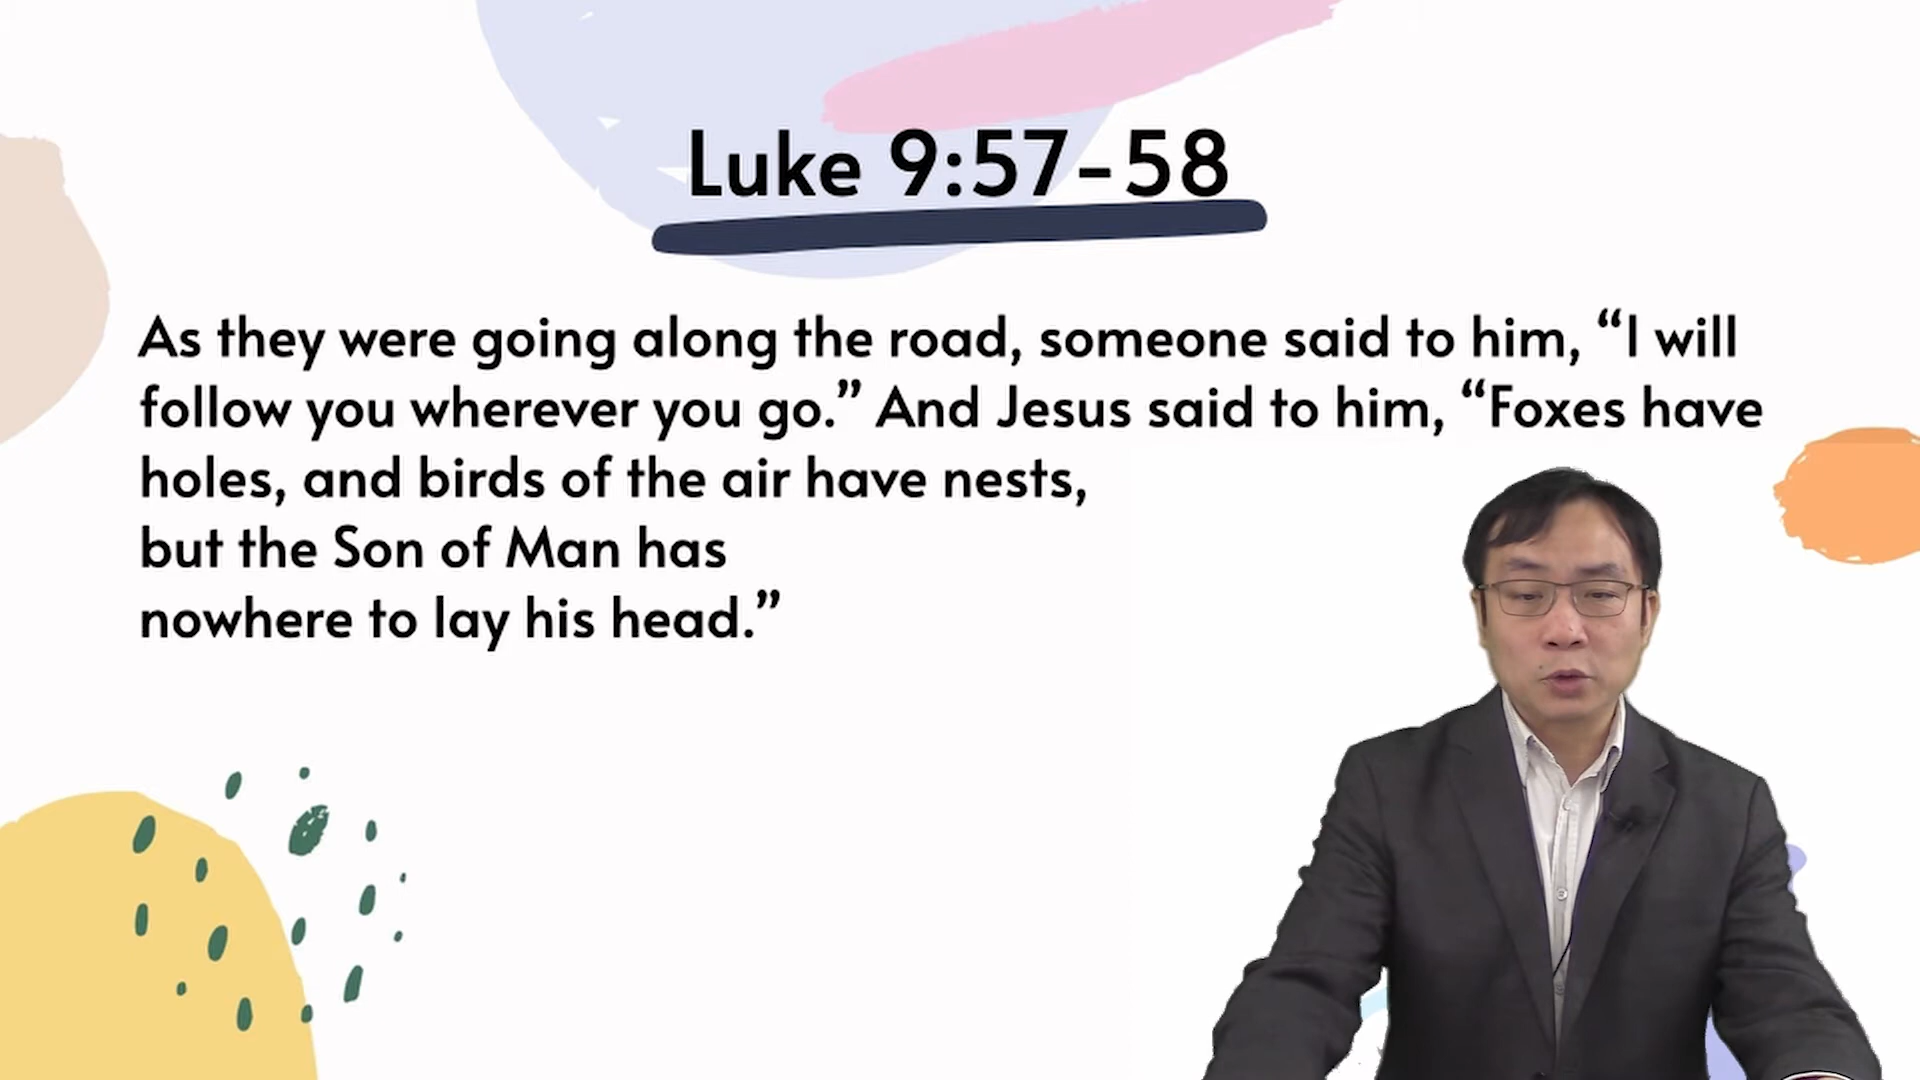 Luke 9:57-58
As they were going along the road, someone said to him, “I will
follow you wherever you go.” And Jesus said to him, “Foxes have
holes, and birds of the air have nests,
but the Son of Man has
nowhere to lay his head.”